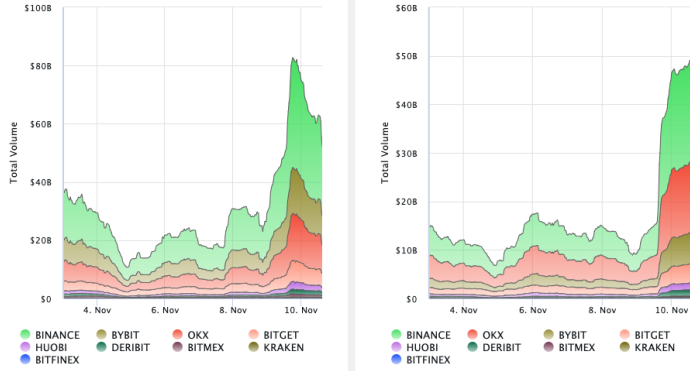 $100B
$80B
$60B
$40B
$20B
$0
Total Volume
4. Nov
6. Nov
8. Nov
10. Nov
BINANCE
BYBIT
OKX
BITGET
HUOBI
DERIBIT
BITMEX
KRAKEN
BITFINEX
$60B
$50B
$40B
$30B
$20B
$10B
$0
Total Volume
4. Nov
6. Nov
8. Nov
10. Nov
BINANCE
OKX
BYBIT
BITGET
HUOBI
DERIBIT
BITMEX
KRAKEN
BITFINEX